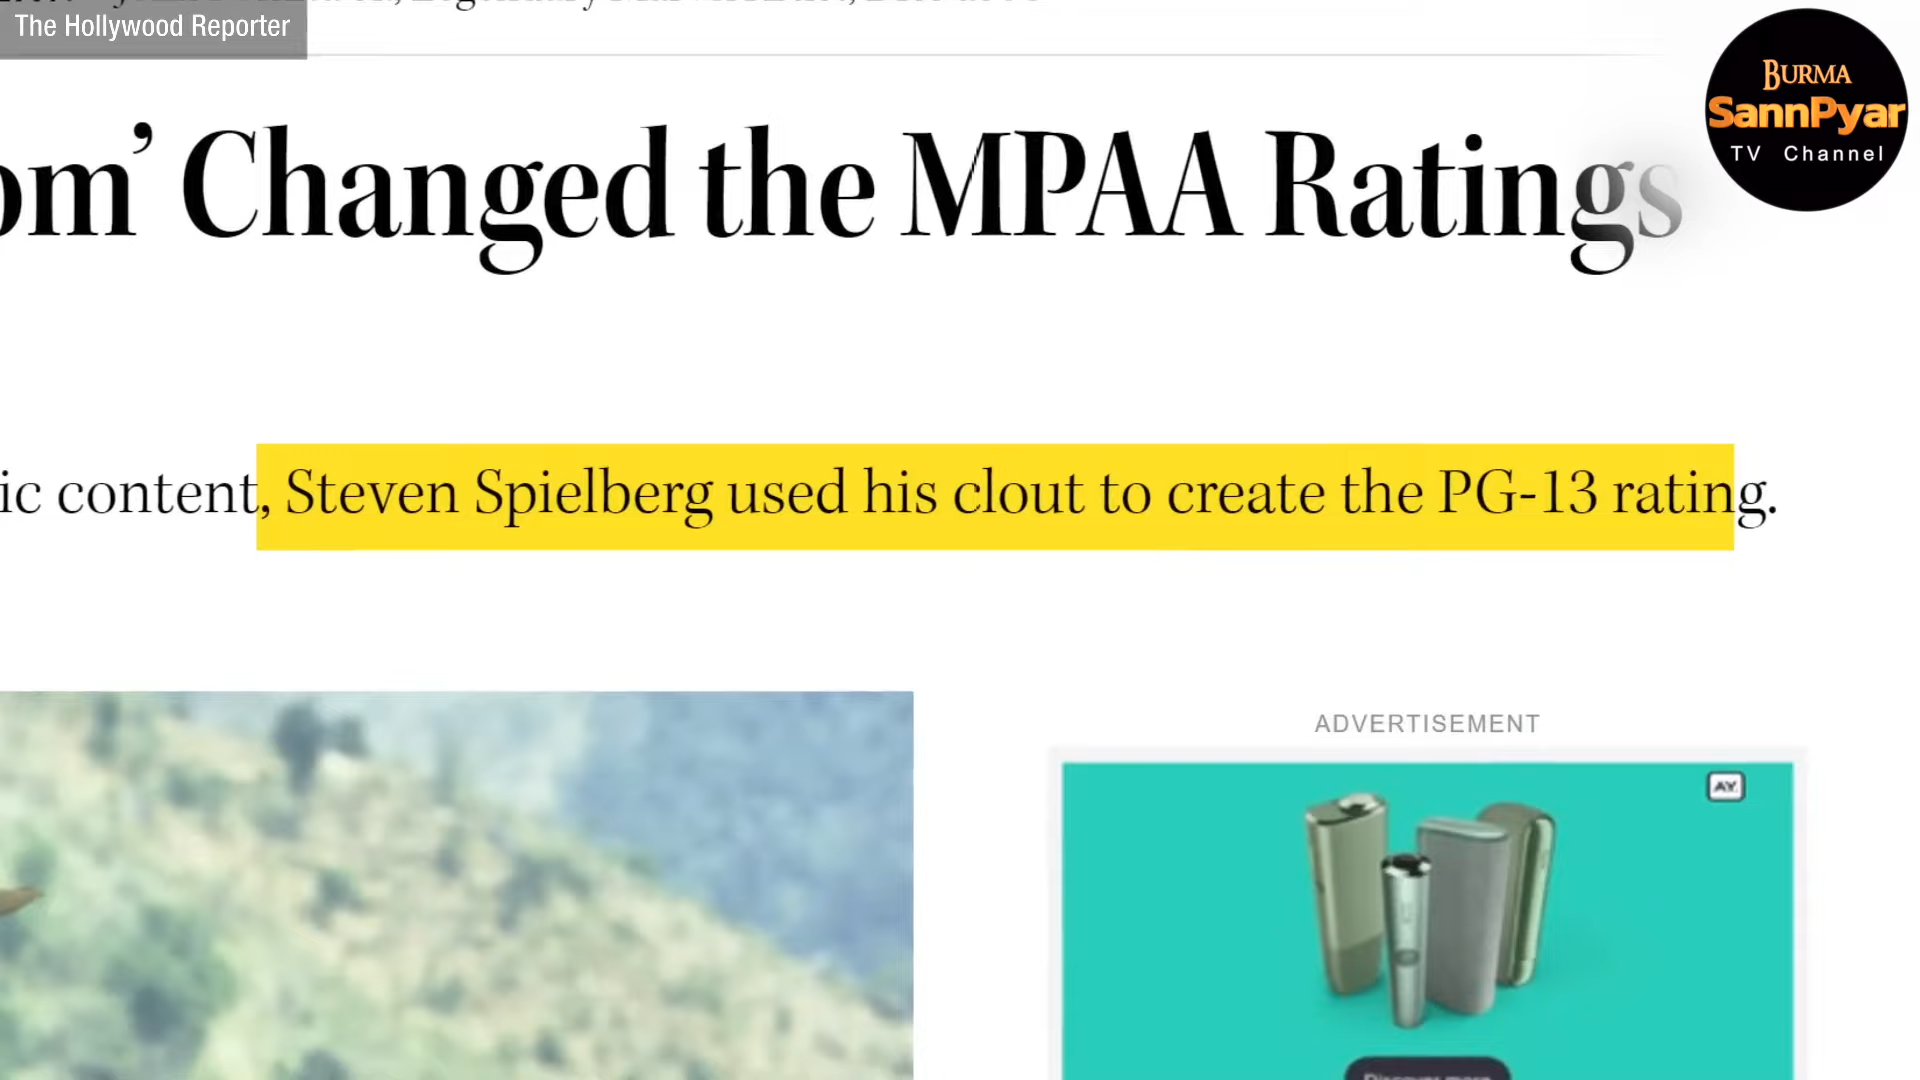 The Hollywood Reporter
BURMA
SannPyar
TV Channel
om’ Changed the MPAA Ratings
ic content, Steven Spielberg used his clout to create the PG-13 rating.
ADVERTISEMENT
AY